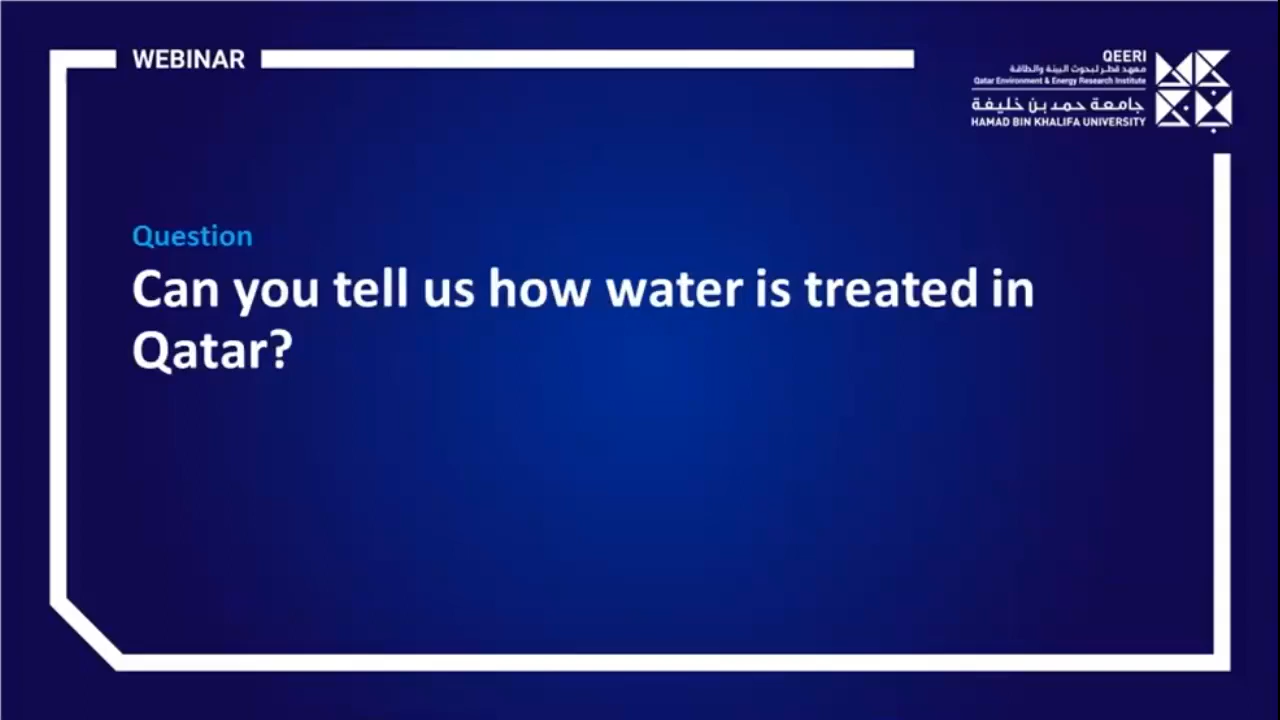 WEBINAR
QEERI
معهد قطر لبحوث البيئة والطاقة
Qatar Environment & Energy Research Institute
جامعة حمد بن خليفة
HAMAD BIN KHALIFA UNIVERSITY
Question
Can you tell us how water is treated in
Qatar?